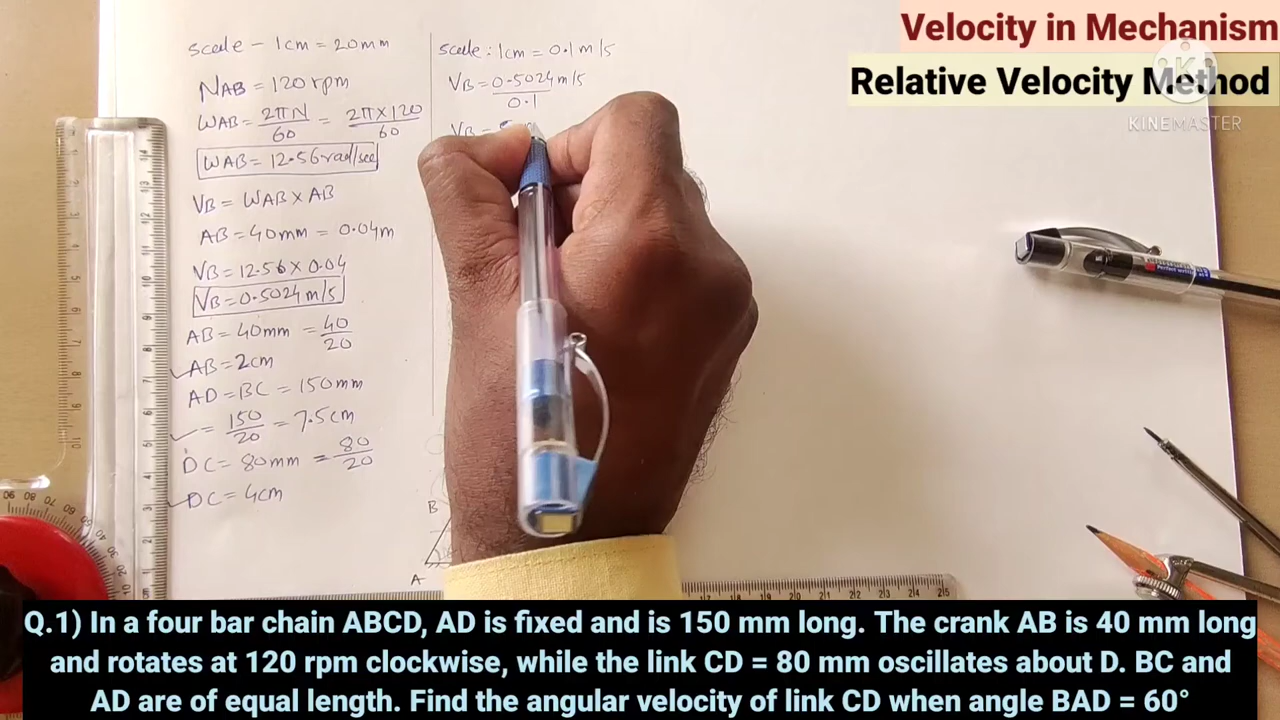 Velocity in Mechanism
Relative Velocity Method
KINEMASTER
scale - 1cm = 20mm
NAB = 120 rpm
WAB = 2πN/60 = 2π×120/60
WAB = 12.56 rad/sec
VB = WAB × AB
AB = 40mm = 0.04m
VB = 12.56 × 0.04
VB = 0.5024 m/s
AB = 40mm = 40/20
AB = 2cm
AD = BC = 150mm
= 150/20 = 7.5cm
DC = 80mm = 80/20
DC = 4cm
scale : 1cm = 0.1 m/s
VB = 0.5024 m/s / 0.1
VB =
B
A
Q.1) In a four bar chain ABCD, AD is fixed and is 150 mm long. The crank AB is 40 mm long
and rotates at 120 rpm clockwise, while the link CD = 80 mm oscillates about D. BC and
AD are of equal length. Find the angular velocity of link CD when angle BAD = 60°